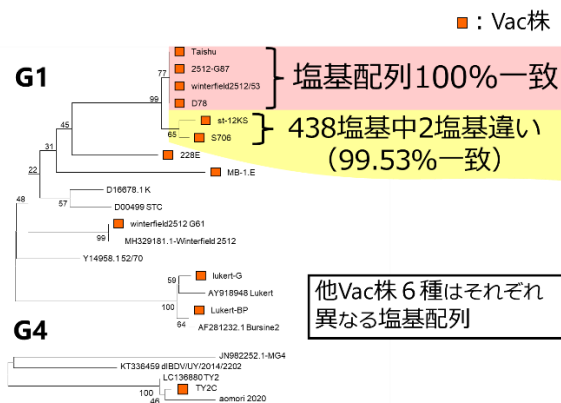 ■：Vac株
G1
Taishu
2512-G87
winterfield2512/53
D78
st-12KS
S706
228E
MB-1.E
D16678.1 K
D00499 STC
winterfield2512 G61
MH329181.1-Winterfield 2512
Y14958.1 52/70
lukert-G
AY918948 Lukert
Lukert-BP
AF281232.1 Bursine2
77
99
65
45
31
22
48
57
99
59
100
64
塩基配列100%一致
438塩基中2塩基違い
（99.53%一致）
他Vac株６種はそれぞれ
異なる塩基配列
G4
JN982252.1-MG4
KT336459 dIBDV/UY/2014/2202
LC136880 TY2
TY2C
aomori 2020
100
46